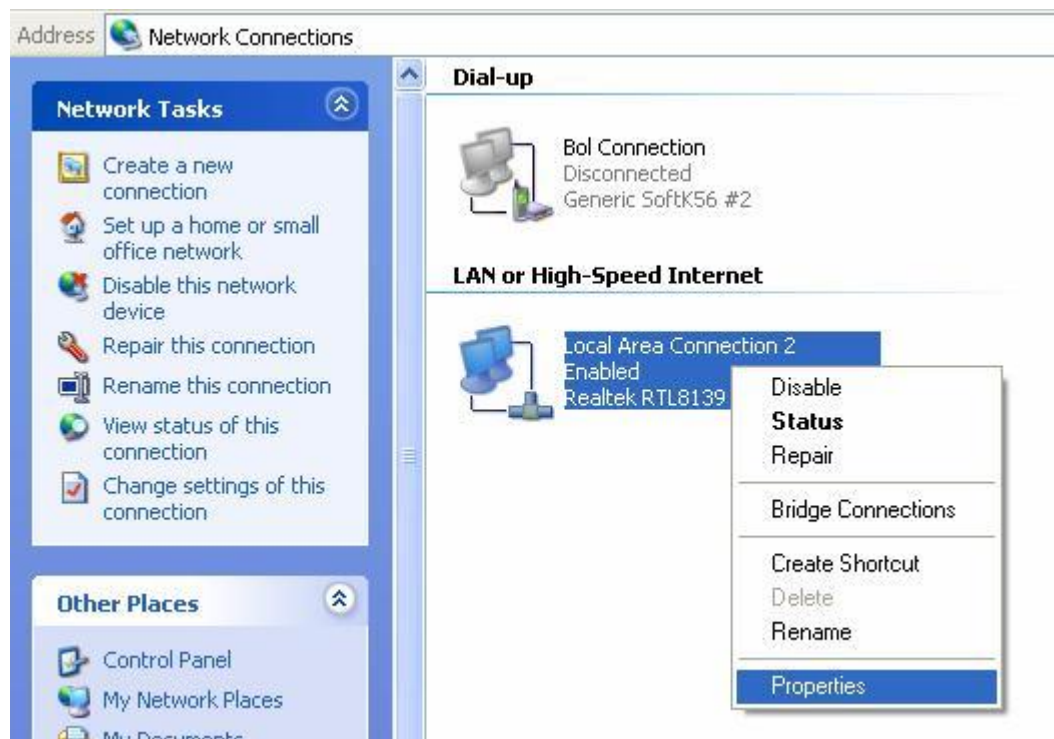 Address Network Connections
Network Tasks
Create a new
connection
Set up a home or small
office network
Disable this network
device
Repair this connection
Rename this connection
View status of this
connection
Change settings of this
connection
Other Places
Control Panel
My Network Places
My Documents
Dial-up
Bol Connection
Disconnected
Generic SoftK56 #2
LAN or High-Speed Internet
Local Area Connection 2
Enabled
Realtek RTL8139
Disable
Status
Repair
Bridge Connections
Create Shortcut
Delete
Rename
Properties